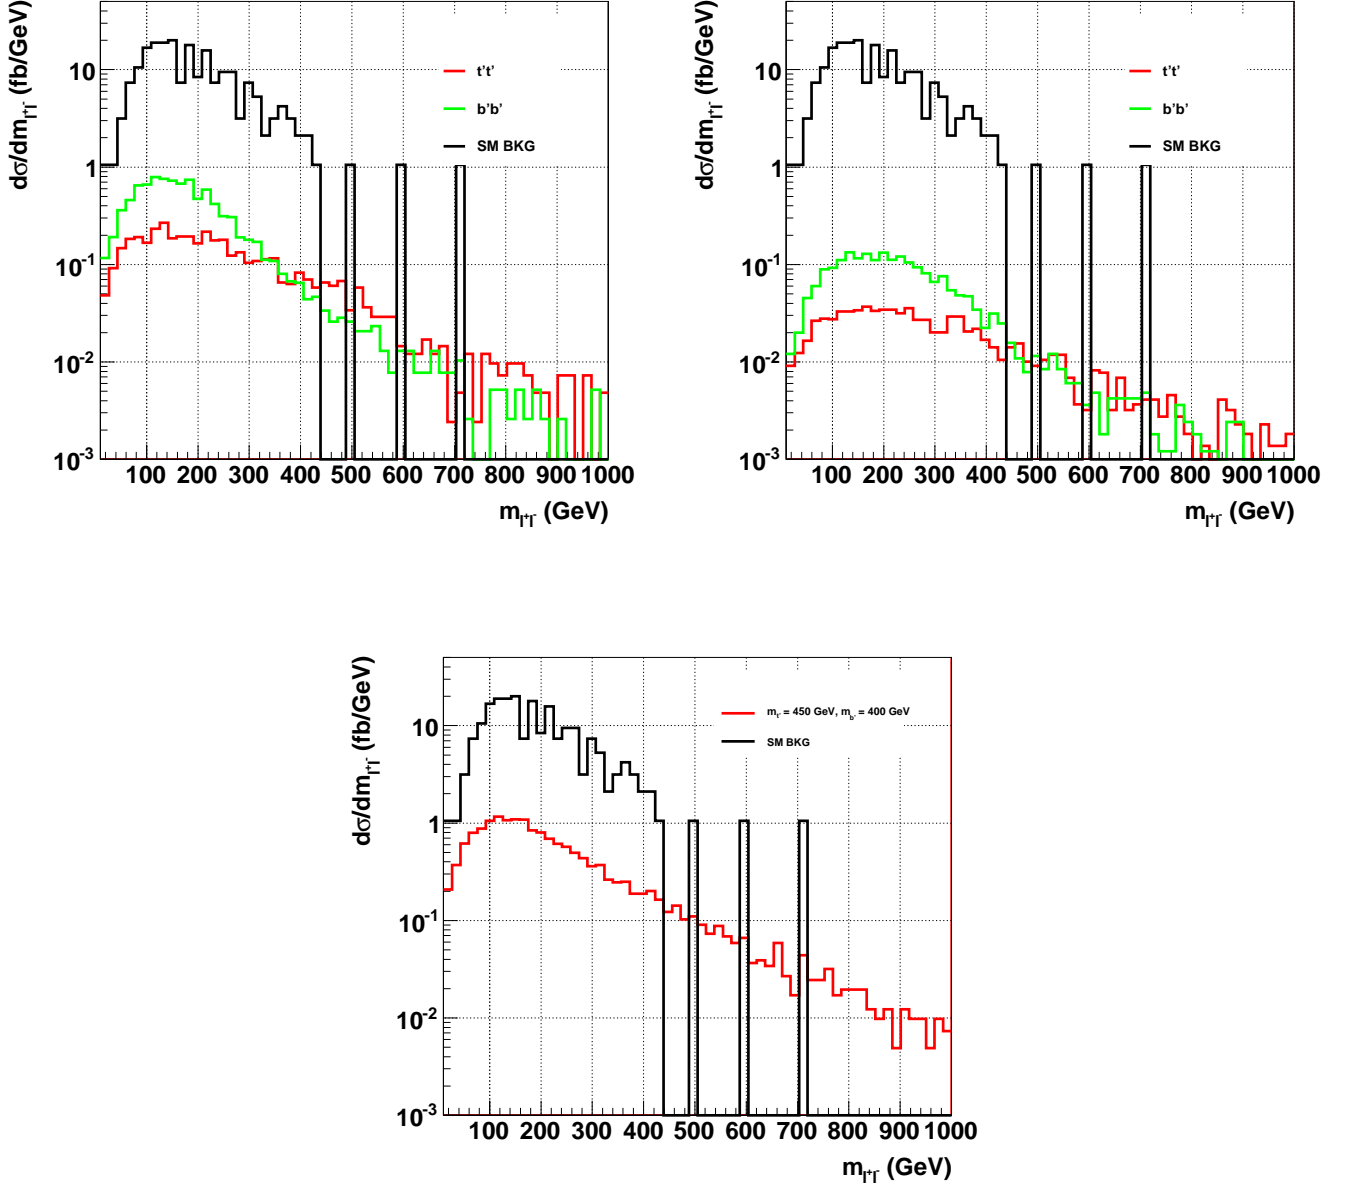 dσ/dm_{l⁺l⁻} (fb/GeV)
10
1
10⁻¹
10⁻²
10⁻³
t't'
b'b'
SM BKG
100 200 300 400 500 600 700 800 900 1000
m_{l⁺l⁻} (GeV)
dσ/dm_{l⁺l⁻} (fb/GeV)
10
1
10⁻¹
10⁻²
10⁻³
t't'
b'b'
SM BKG
100 200 300 400 500 600 700 800 900 1000
m_{l⁺l⁻} (GeV)
dσ/dm_{l⁺l⁻} (fb/GeV)
10
1
10⁻¹
10⁻²
10⁻³
m_{t'} = 450 GeV, m_{b'} = 400 GeV
SM BKG
100 200 300 400 500 600 700 800 900 1000
m_{l⁺l⁻} (GeV)